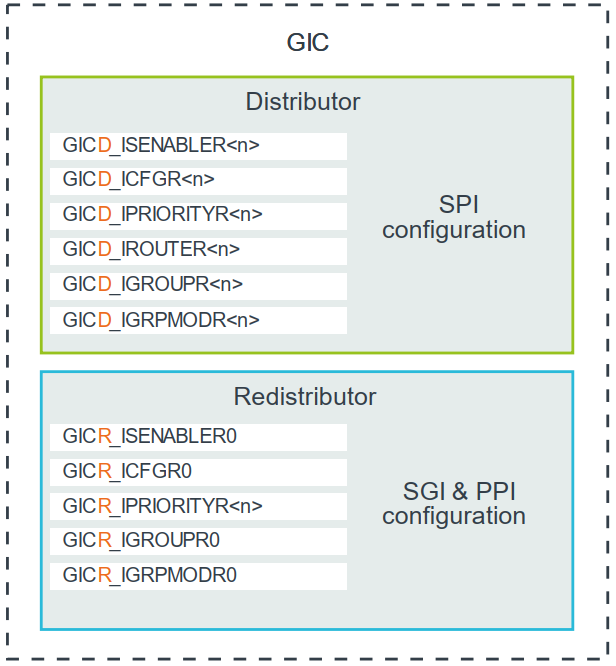 GIC
Distributor
GICD_ISENABLER<n>
GICD_ICFGR<n>
GICD_IPRIORITYR<n>
GICD_IROUTER<n>
GICD_IGROUPR<n>
GICD_IGRPMODR<n>
SPI
configuration
Redistributor
GICR_ISENABLER0
GICR_ICFGR0
GICR_IPRIORITYR<n>
GICR_IGROUPR0
GICR_IGRPMODR0
SGI & PPI
configuration